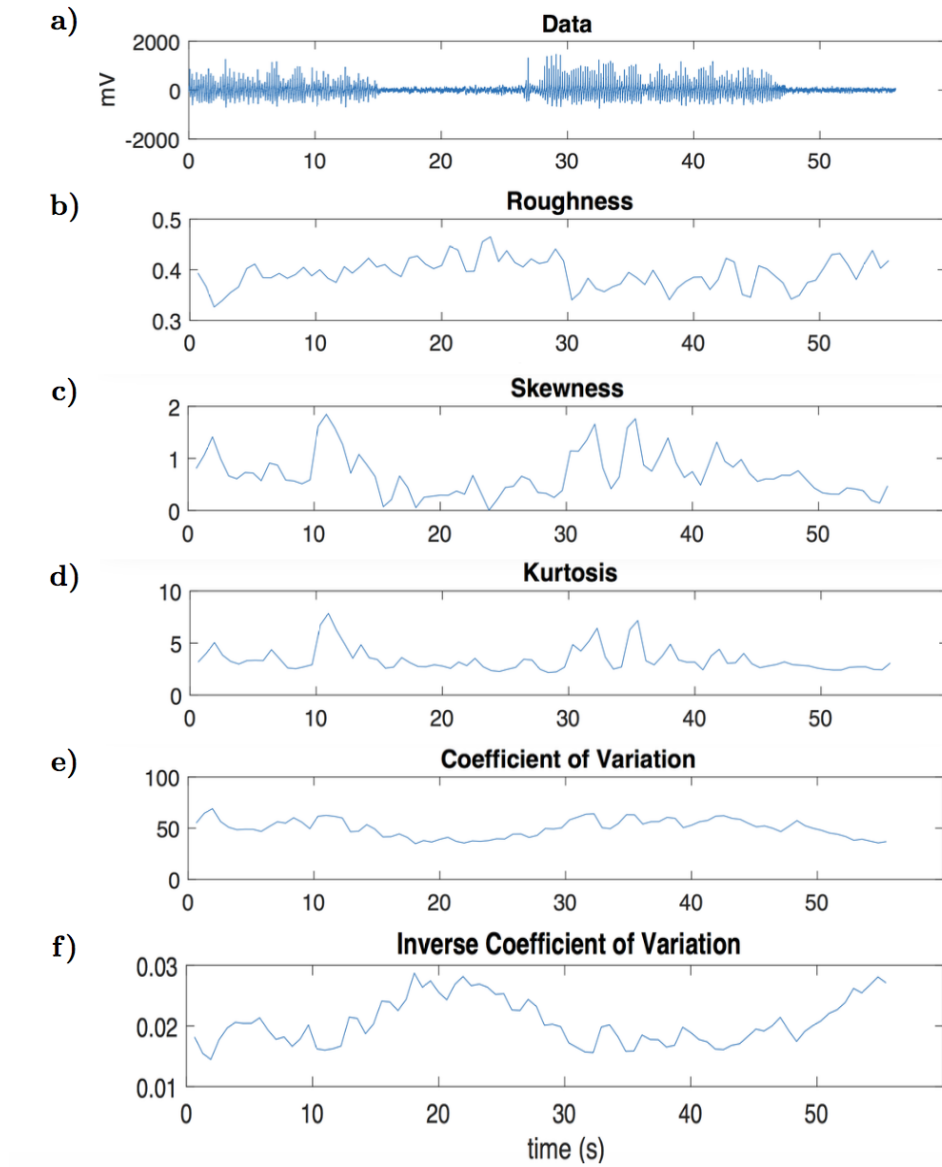 a)
Data
2000
0
-2000
mV
0 10 20 30 40 50
b)
Roughness
0.5
0.4
0.3
0 10 20 30 40 50
c)
Skewness
2
1
0
0 10 20 30 40 50
d)
Kurtosis
10
5
0
0 10 20 30 40 50
e)
Coefficient of Variation
100
50
0
0 10 20 30 40 50
f)
Inverse Coefficient of Variation
0.03
0.02
0.01
0 10 20 30 40 50
time (s)